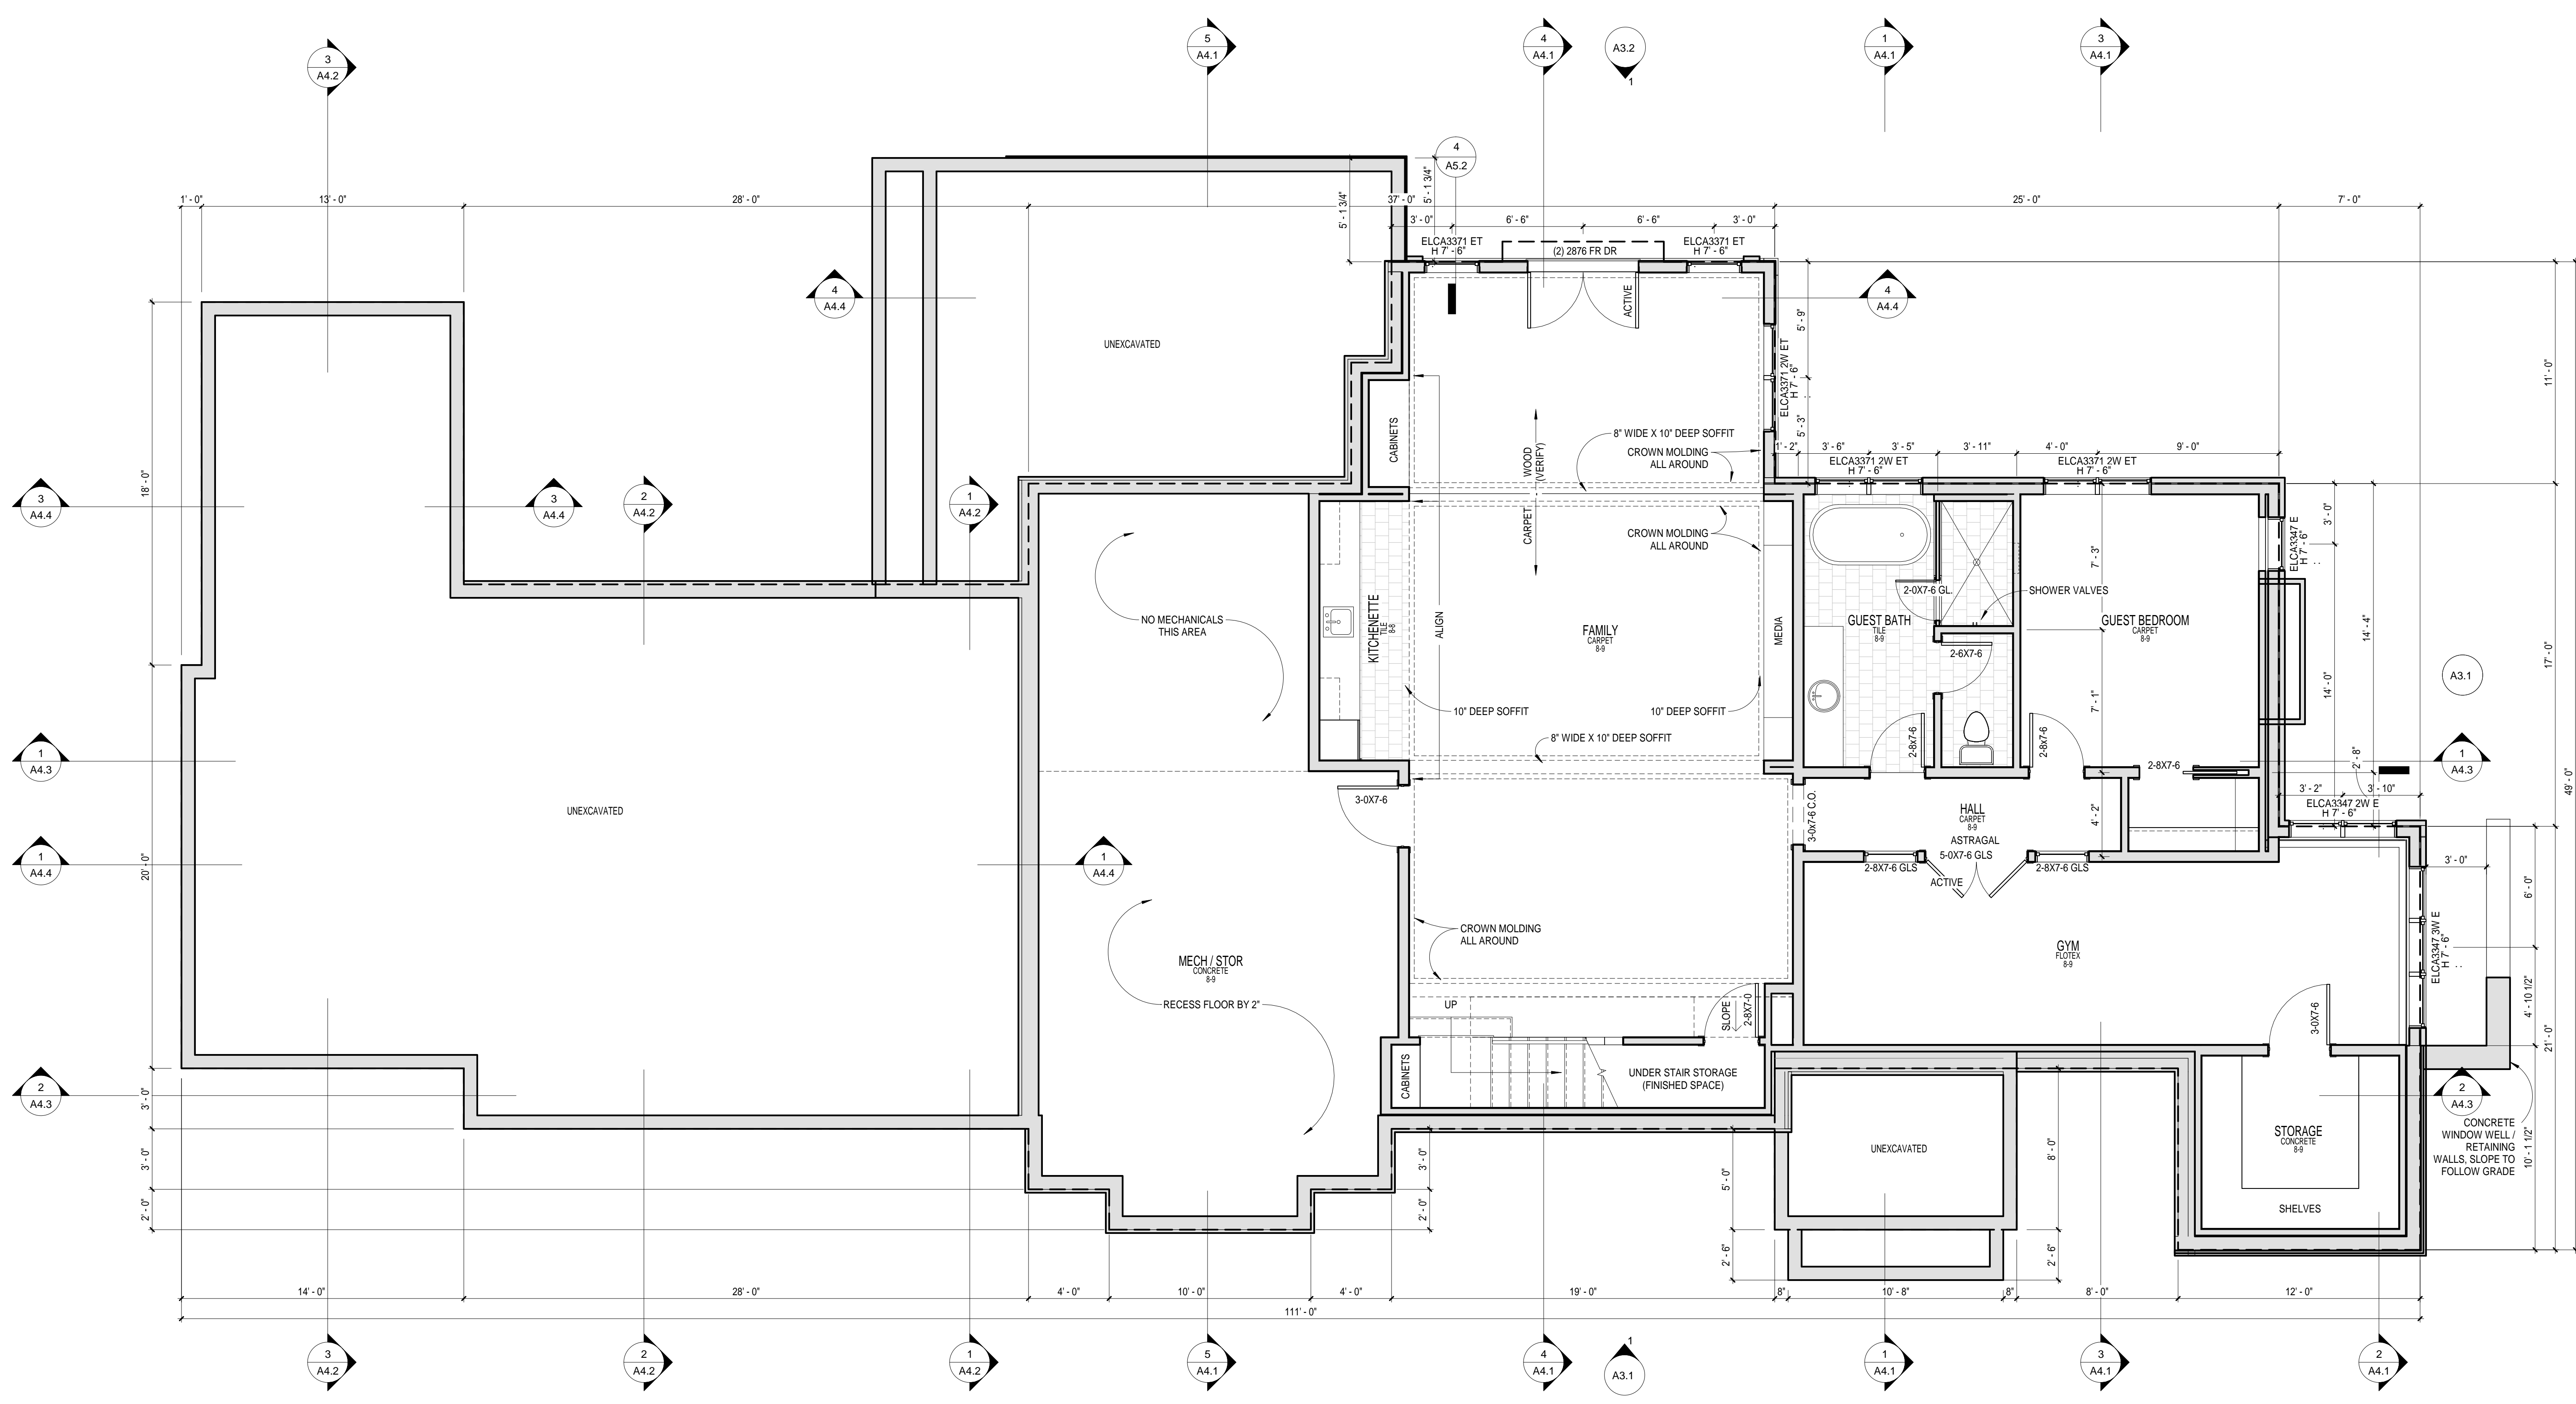 5
A4.1
4
A4.1
A3.2
1
1
A4.1
3
A4.1
3
A4.2
4
A5.2
1' - 0"
13' - 0"
28' - 0"
37' - 0"
25' - 0"
7' - 0"
5' - 1 3/4"
5' - 1 3/4"
3' - 0"
6' - 6"
6' - 6"
3' - 0"
ELCA3371 ET
H 7' - 6"
(2) 2876 FR DR
ELCA3371 ET
H 7' - 6"
4
A4.4
4
A4.4
ACTIVE
UNEXCAVATED
5' - 9"
ELCA3371 2W ET
H 7' - 6"
5' - 3"
11' - 0"
CABINETS
WOOD
(VERIFY)
8" WIDE X 10" DEEP SOFFIT
CROWN MOLDING
ALL AROUND
1' - 2"
3' - 6"
3' - 5"
3' - 11"
4' - 0"
9' - 0"
ELCA3371 2W ET
H 7' - 6"
ELCA3371 2W ET
H 7' - 6"
18' - 0"
3
A4.4
3
A4.4
2
A4.2
1
A4.2
CARPET
CROWN MOLDING
ALL AROUND
3' - 0"
ELCA3347 E
H 7' - 6"
7' - 3"
2-0X7-6 GL.
SHOWER VALVES
NO MECHANICALS
THIS AREA
KITCHENETTE
TILE
8-8
ALIGN
FAMILY
CARPET
8-9
MEDIA
GUEST BATH
TILE
8-9
GUEST BEDROOM
CARPET
8-9
14' - 4"
17' - 0"
2-6X7-6
14' - 0"
A3.1
7' - 1"
10" DEEP SOFFIT
10" DEEP SOFFIT
8" WIDE X 10" DEEP SOFFIT
2-8x7-6
2-8x7-6
2-8X7-6
2' - 8"
1
A4.3
1
A4.3
49' - 0"
3' - 2"
3' - 10"
ELCA3347 2W E
H 7' - 6"
3-0X7-6
3-0x7-6 C.O.
HALL
CARPET
8-9
4' - 2"
UNEXCAVATED
ASTRAGAL
5-0X7-6 GLS
2-8X7-6 GLS
2-8X7-6 GLS
ACTIVE
1
A4.4
1
A4.4
20' - 0"
3' - 0"
6' - 0"
CROWN MOLDING
ALL AROUND
GYM
FLOTEX
8-9
ELCA3347 3W E
H 7' - 6"
MECH / STOR
CONCRETE
8-9
RECESS FLOOR BY 2"
UP
SLOPE
2-8X7-0
3-0X7-6
4' - 10 1/2"
21' - 0"
CABINETS
UNDER STAIR STORAGE
(FINISHED SPACE)
2
A4.3
2
A4.3
3' - 0"
3' - 0"
2' - 0"
3' - 0"
2' - 0"
5' - 0"
2' - 6"
UNEXCAVATED
8' - 0"
2' - 6"
STORAGE
CONCRETE
8-9
SHELVES
CONCRETE
WINDOW WELL /
RETAINING
WALLS, SLOPE TO
FOLLOW GRADE
10' - 1 1/2"
14' - 0"
28' - 0"
4' - 0"
10' - 0"
4' - 0"
19' - 0"
8"
10' - 8"
8"
8' - 0"
12' - 0"
111' - 0"
3
A4.2
2
A4.2
1
A4.2
5
A4.1
4
A4.1
1
A3.1
1
A4.1
3
A4.1
2
A4.1